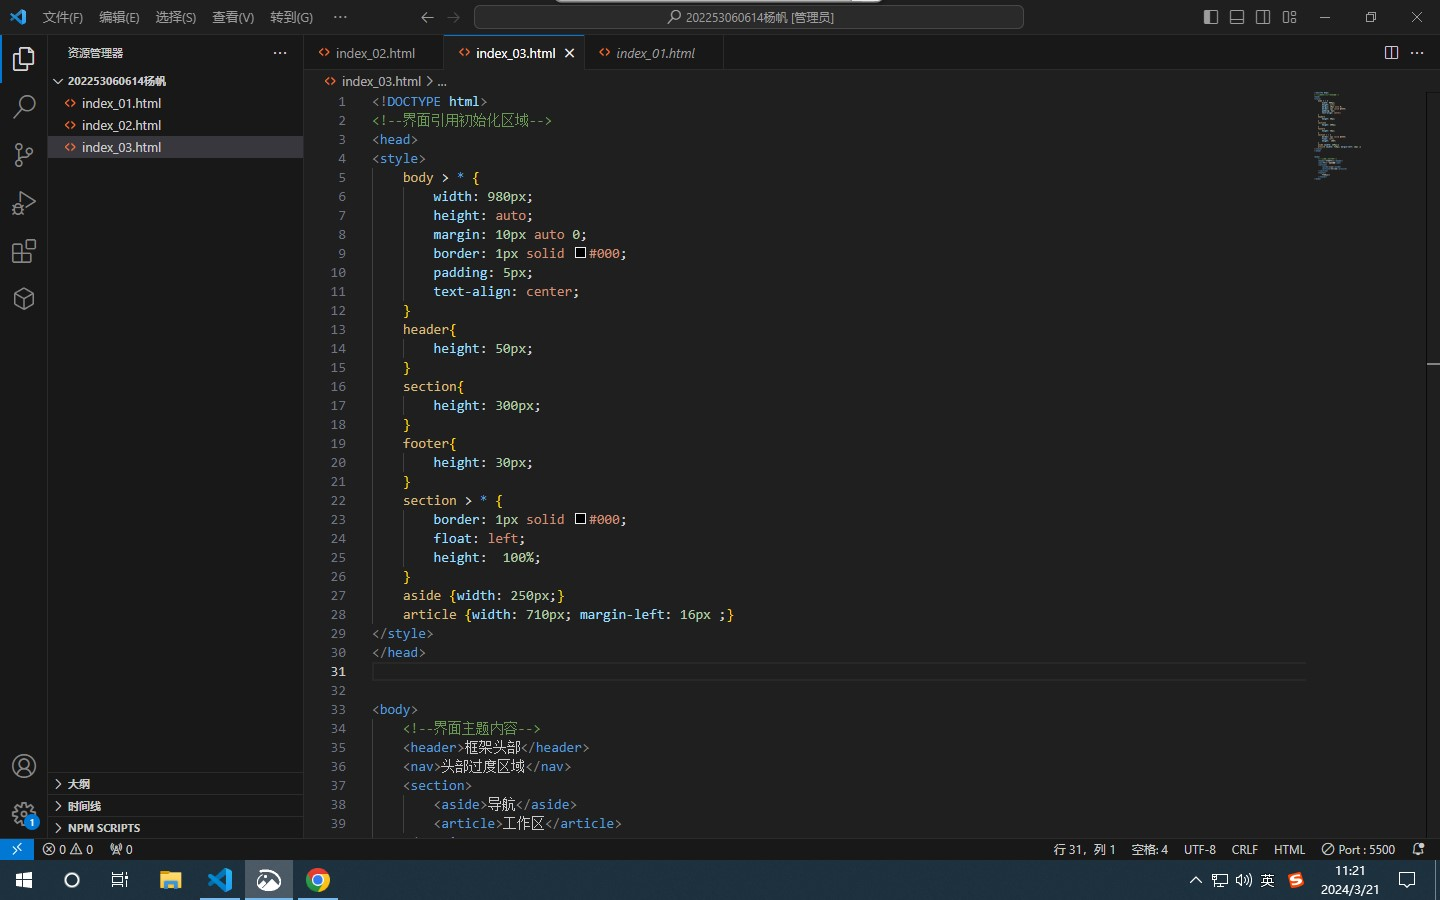 文件(F) 编辑(E) 选择(S) 查看(V) 转到(G) ··· 202253060614杨帆 [管理员]
资源管理器 ···
202253060614杨帆
index_01.html
index_02.html
index_03.html
大纲
时间线
NPM SCRIPTS
index_02.html index_03.html index_01.html
index_03.html > ...
1 <!DOCTYPE html>
2 <!--界面引用初始化区域-->
3 <head>
4 <style>
5 body > * {
6 width: 980px;
7 height: auto;
8 margin: 10px auto 0;
9 border: 1px solid #000;
10 padding: 5px;
11 text-align: center;
12 }
13 header{
14 height: 50px;
15 }
16 section{
17 height: 300px;
18 }
19 footer{
20 height: 30px;
21 }
22 section > * {
23 border: 1px solid #000;
24 float: left;
25 height:  100%;
26 }
27 aside {width: 250px;}
28 article {width: 710px; margin-left: 16px ;}
29 </style>
30 </head>
31
32
33 <body>
34 <!--界面主题内容-->
35 <header>框架头部</header>
36 <nav>头部过度区域</nav>
37 <section>
38 <aside>导航</aside>
39 <article>工作区</article>
1
0 0 0 行 31，列 1 空格: 4 UTF-8 CRLF HTML Port : 5500
英 11:21
2024/3/21